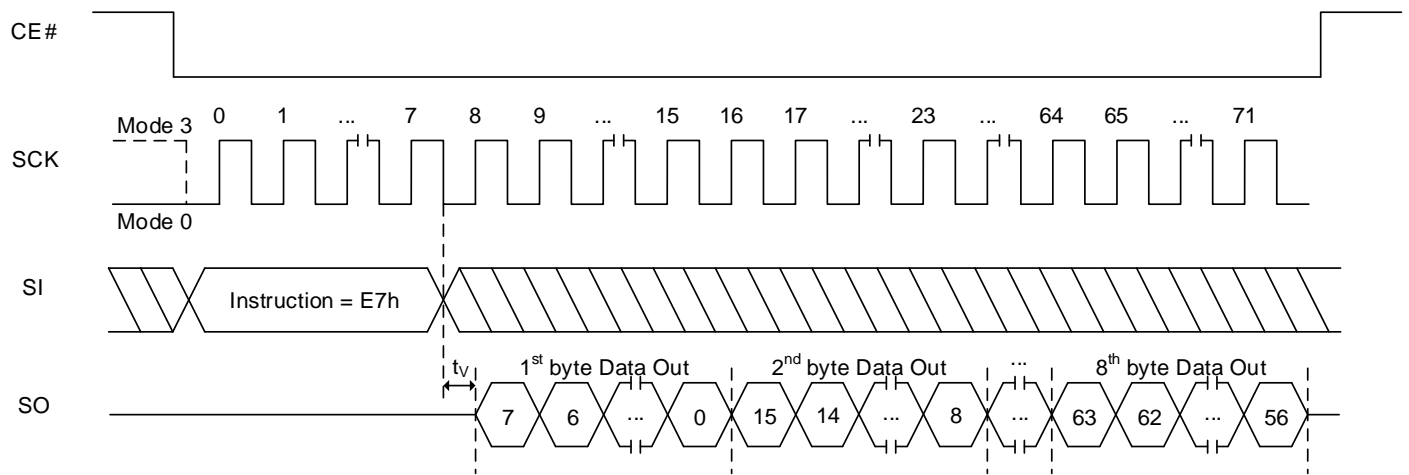 CE#
0 1 ... 7 8 9 ... 15 16 17 ... 23 ... 64 65 ... 71
Mode 3
SCK
Mode 0
SI
Instruction = E7h
tV 1st byte Data Out 2nd byte Data Out ... 8th byte Data Out
SO
7 6 ... 0 15 14 ... 8 ... 63 62 ... 56